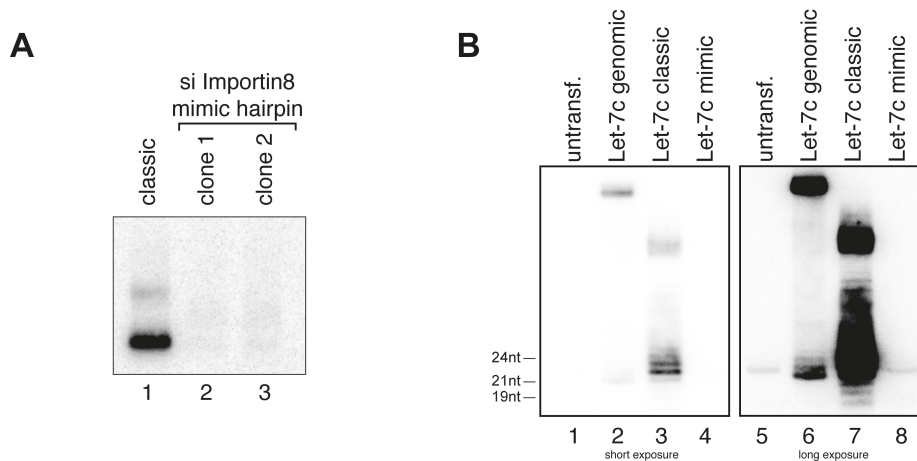 A
si Importin8
mimic hairpin
classic
clone 1
clone 2
1 2 3
B
untransf.
Let-7c genomic
Let-7c classic
Let-7c mimic
untransf.
Let-7c genomic
Let-7c classic
Let-7c mimic
24nt
21nt
19nt
1 2 3 4
short exposure
5 6 7 8
long exposure